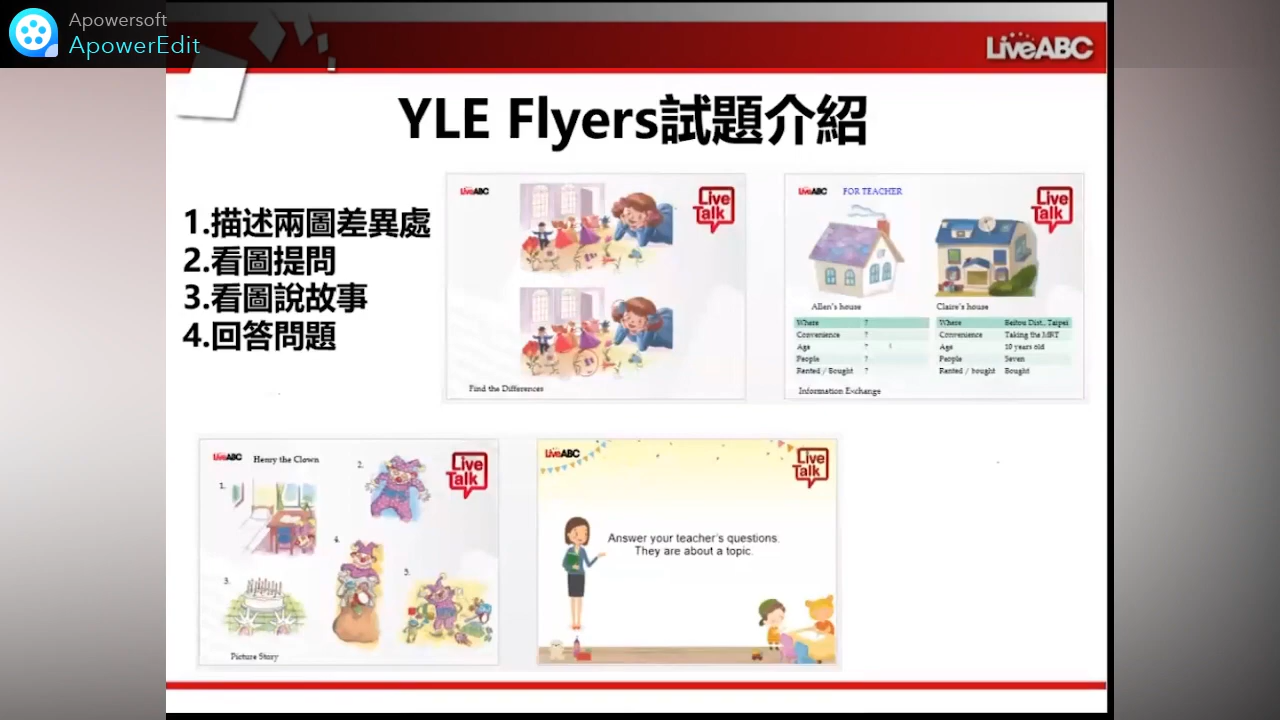 Apowersoft
ApowerEdit
LiveABC
YLE Flyers試題介紹
1.描述兩圖差異處
2.看圖提問
3.看圖說故事
4.回答問題
LiveABC
Live Talk
Find the Differences
LiveABC FOR TEACHER
Live Talk
Allen's house Claire's house
Where ? Where Beitou Dist., Taipei
Convenience ? Convenience Taking the MRT
Age ? Age 10 years old
People ? People Seven
Rented / Bought ? Rented / bought Bought
Information Exchange
LiveABC Henry the Clown
Live Talk
1.
2.
3.
4.
5.
Picture Story
LiveABC
Live Talk
Answer your teacher's questions.
They are about a topic.